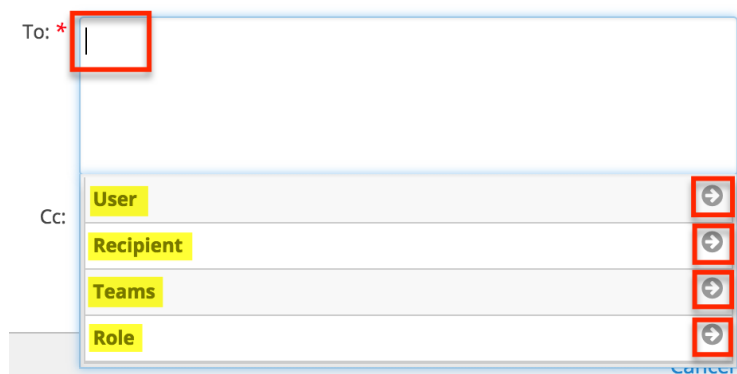 To: *
User
Cc:
Recipient
Teams
Role
Cancel